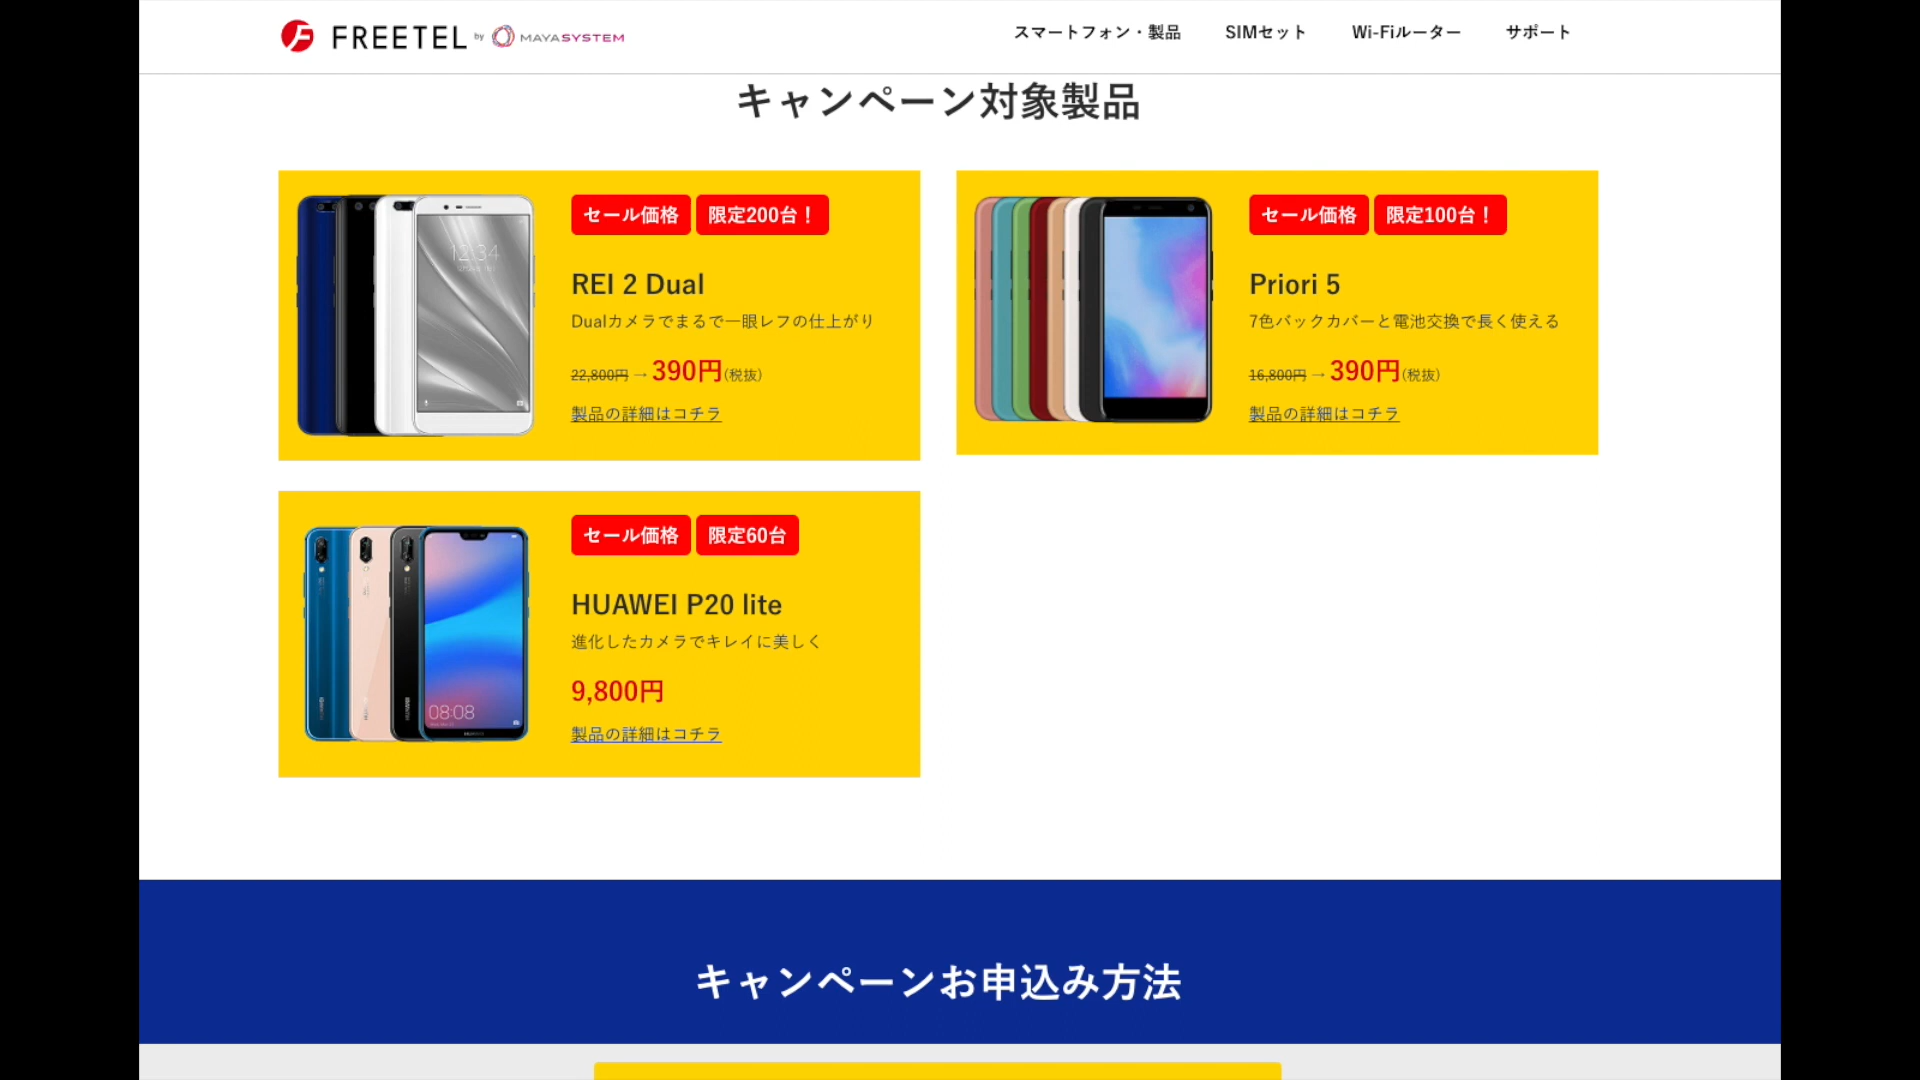 FREETEL by MAYASYSTEM
スマートフォン・製品 SIMセット Wi-Fiルーター サポート
キャンペーン対象製品
12:34
セール価格 限定200台！
REI 2 Dual
Dualカメラでまるで一眼レフの仕上がり
22,800円 → 390円(税抜)
製品の詳細はコチラ
セール価格 限定100台！
Priori 5
7色バックカバーと電池交換で長く使える
16,800円 → 390円(税抜)
製品の詳細はコチラ
08:08
セール価格 限定60台
HUAWEI P20 lite
進化したカメラでキレイに美しく
9,800円
製品の詳細はコチラ
キャンペーンお申込み方法